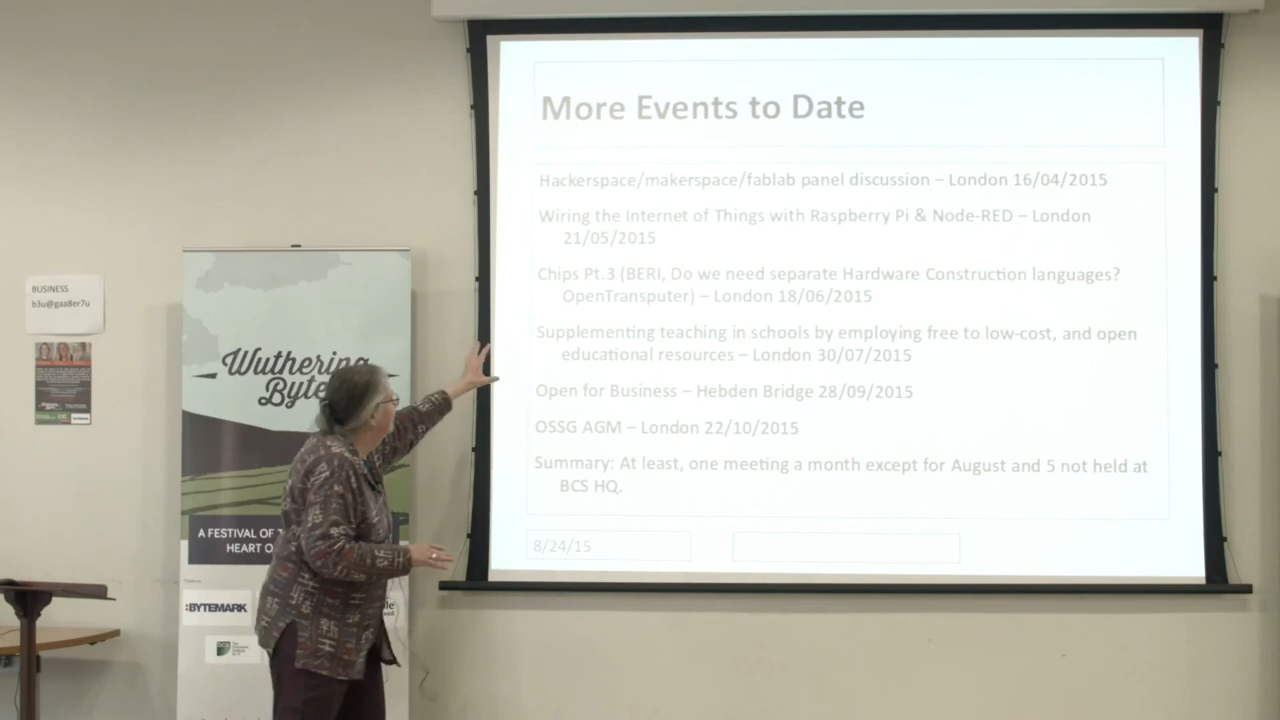 More Events to Date
Hackerspace/makerspace/fablab panel discussion – London 16/04/2015
Wiring the Internet of Things with Raspberry Pi & Node-RED – London
21/05/2015
Chips Pt.3 (BERI, Do we need separate Hardware Construction languages?
OpenTransputer) – London 18/06/2015
Supplementing teaching in schools by employing free to low-cost, and open
educational resources – London 30/07/2015
Open for Business – Hebden Bridge 28/09/2015
OSSG AGM – London 22/10/2015
Summary: At least, one meeting a month except for August and 5 not held at
BCS HQ.
8/24/15
BUSINESS
b3u@gaa8er7u
Wuthering
Byte
A FESTIVAL OF
HEART O
:BYTEMARK